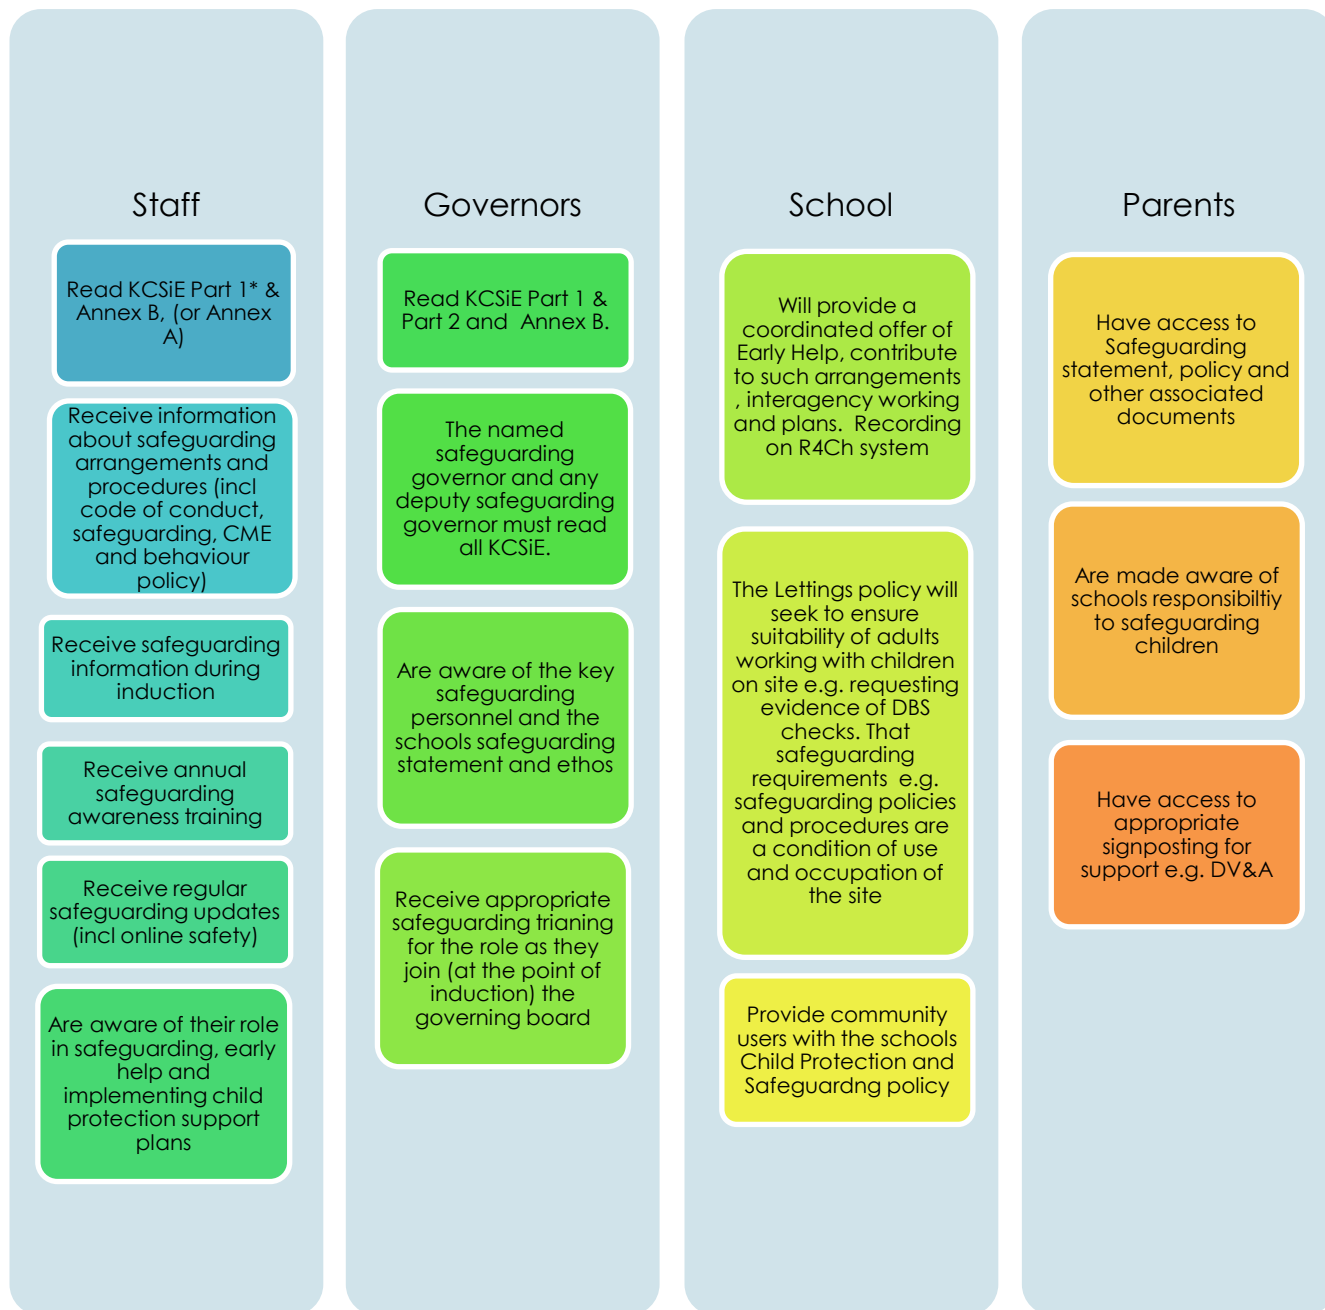 Staff
Read KCSiE Part 1* &
Annex B, (or Annex
A)
Receive information
about safeguarding
arrangements and
procedures (incl
code of conduct,
safeguarding, CME
and behaviour
policy)
Receive safeguarding
information during
induction
Receive annual
safeguarding
awareness training
Receive regular
safeguarding updates
(incl online safety)
Are aware of their role
in safeguarding, early
help and
implementing child
protection support
plans
Governors
Read KCSiE Part 1 &
Part 2 and  Annex B.
The named
safeguarding
governor and any
deputy safeguarding
governor must read
all KCSiE.
Are aware of the key
safeguarding
personnel and the
schools safeguarding
statement and ethos
Receive appropriate
safeguarding trianing
for the role as they
join (at the point of
induction) the
governing board
School
Will provide a
coordinated offer of
Early Help, contribute
to such arrangements
, interagency working
and plans.  Recording
on R4Ch system
The Lettings policy will
seek to ensure
suitability of adults
working with children
on site e.g. requesting
evidence of DBS
checks. That
safeguarding
requirements  e.g.
safeguarding policies
and procedures are
a condition of use
and occupation of
the site
Provide community
users with the schools
Child Protection and
Safeguardng policy
Parents
Have access to
Safeguarding
statement, policy and
other associated
documents
Are made aware of
schools responsibiltiy
to safeguarding
children
Have access to
appropriate
signposting for
support e.g. DV&A